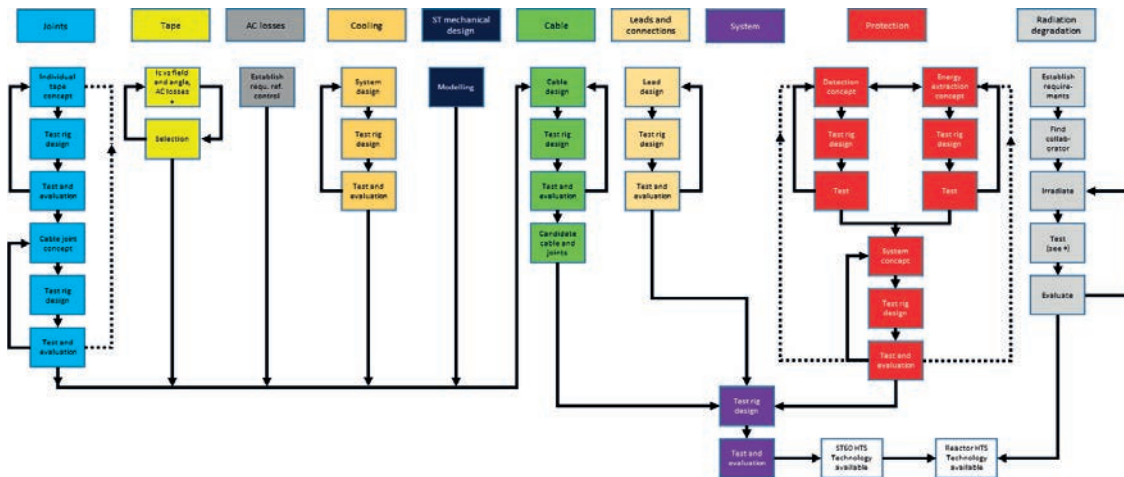 Joints
Tape
AC losses
Cooling
ST mechanical
design
Cable
Leads and
connections
System
Protection
Radiation
degradation
Individual
tape concept
Test rig
design
Test and
evaluation
Cable joint
concept
Test rig
design
Test and
evaluation
Ic vs field
and angle,
AC losses
*
Selection
Establish
requ. ref.
control
System
design
Test rig
design
Test and
evaluation
Modelling
Cable design
Test rig
design
Test and
evaluation
Candidate
cable and
joints
Lead design
Test rig
design
Test and
evaluation
Test rig
design
Test and
evaluation
Detection
concept
Test rig
design
Test
Energy
extraction
concept
Test rig
design
Test
System
concept
Test rig
design
Test and
evaluation
Establish
require-
ments
Find
collab-
orator
Irradiate
Test
(see *)
Evaluate
ST60 HTS
Technology
available
Reactor HTS
Technology
available